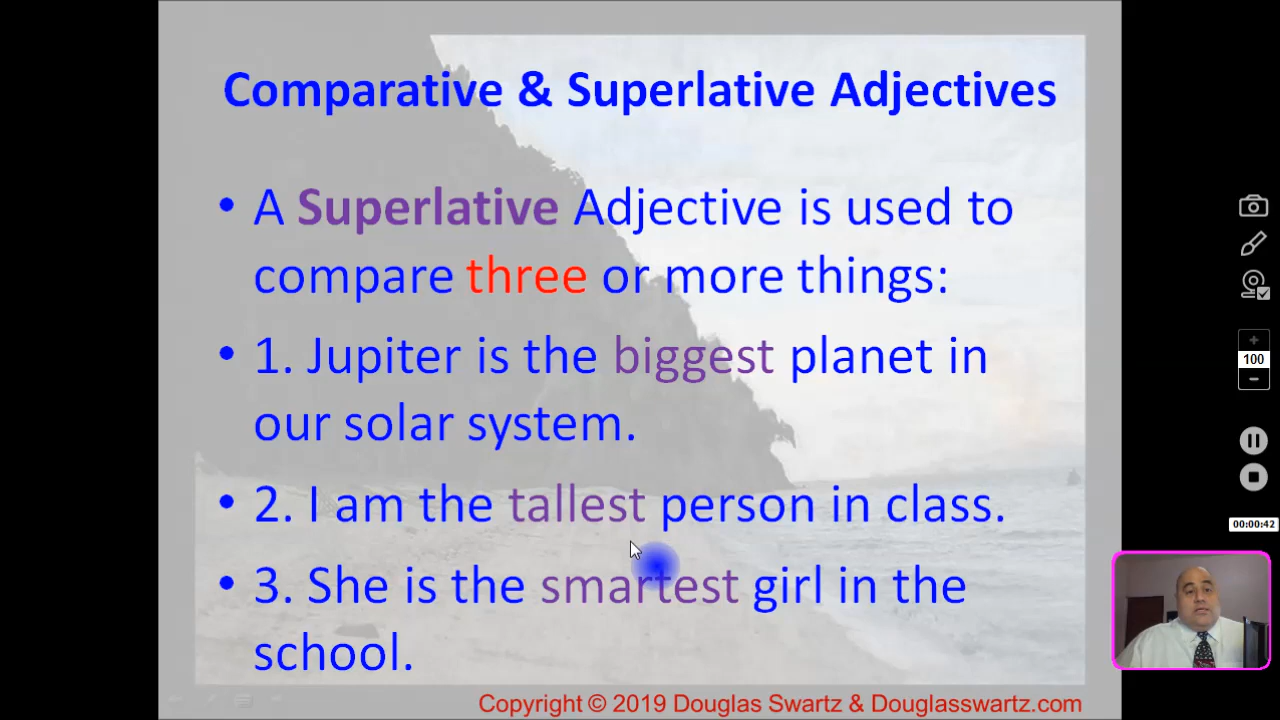 Comparative & Superlative Adjectives
• A Superlative Adjective is used to
compare three or more things:
• 1. Jupiter is the biggest planet in
our solar system.
• 2. I am the tallest person in class.
• 3. She is the smartest girl in the
school.
Copyright © 2019 Douglas Swartz & Douglasswartz.com
100
00:00:42